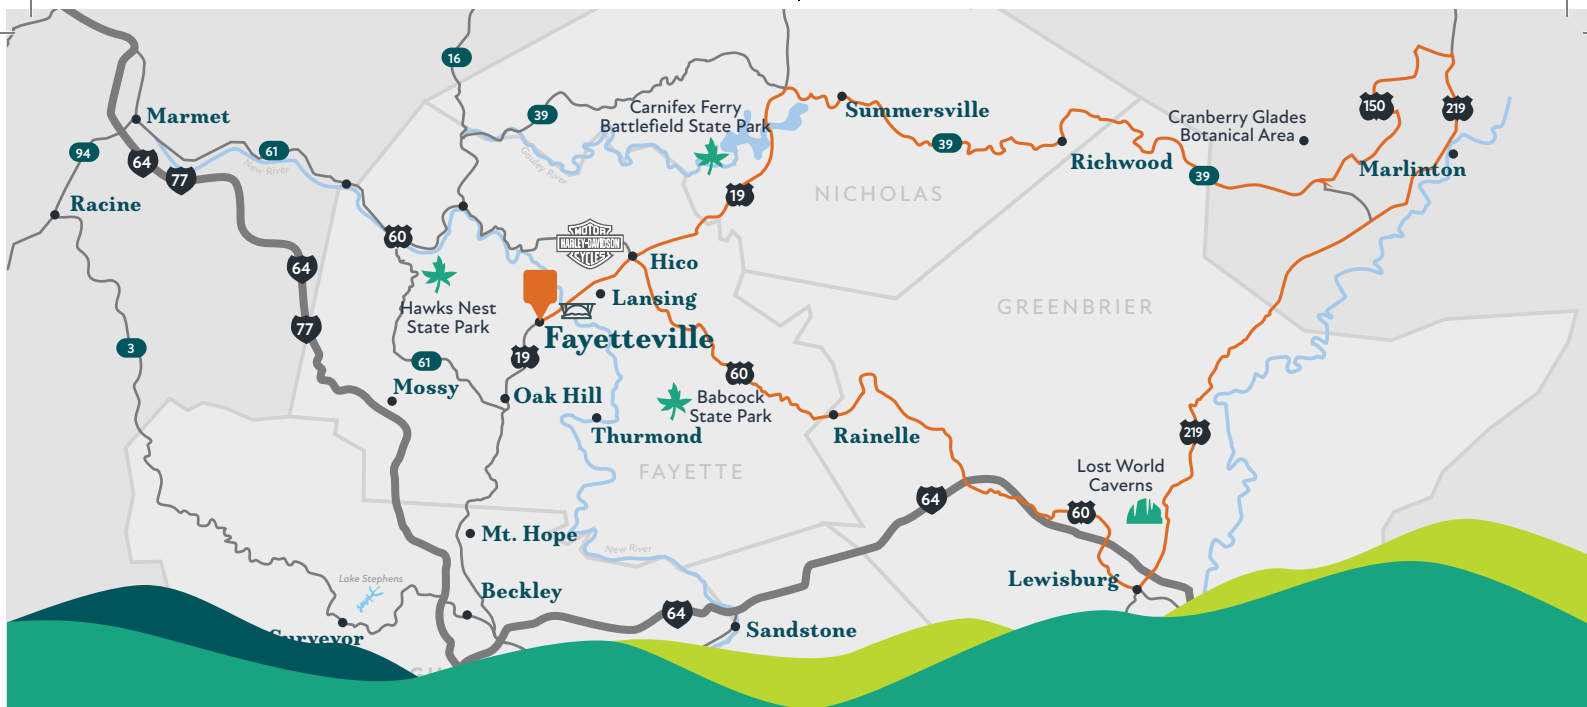 16
39
Carnifex Ferry
Battlefield State Park
Summersville
Cranberry Glades
Botanical Area
150
219
Marmet
94
64
77
61
New River
Gauley River
39
Richwood
39
Marlinton
Racine
60
19
NICHOLAS
MOTOR
HARLEY-DAVIDSON
CYCLES
Hico
64
Hawks Nest
State Park
Lansing
GREENBRIER
77
3
Fayetteville
19
61
Mossy
Oak Hill
60
Babcock
State Park
Thurmond
Rainelle
219
FAYETTE
Lost World
Caverns
64
60
Mt. Hope
New River
Lake Stephens
Beckley
Lewisburg
64
Surveyor
Sandstone